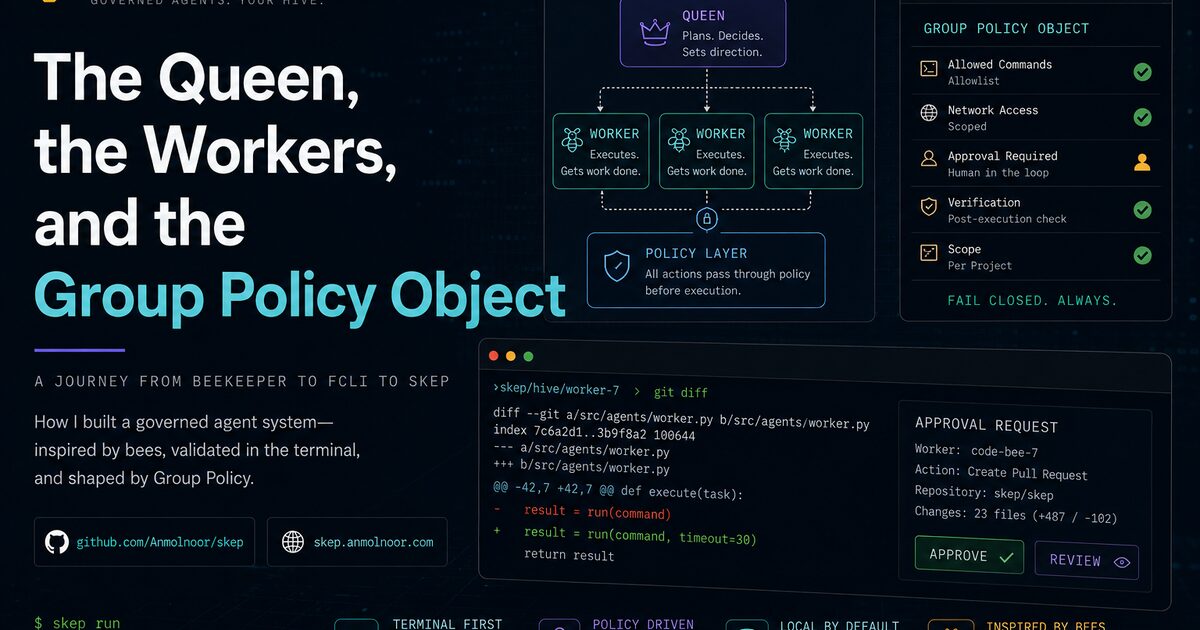 GOVERNED AGENTS. YOUR HIVE.
The Queen,
the Workers,
and the
Group Policy Object
A JOURNEY FROM BEEKEEPER TO FCLI TO SKEP
How I built a governed agent system—
inspired by bees, validated in the terminal,
and shaped by Group Policy.
github.com/Anmolnoor/skep
skep.anmolnoor.com
$ skep run
QUEEN
Plans. Decides.
Sets direction.
WORKER
Executes.
Gets work done.
WORKER
Executes.
Gets work done.
WORKER
Executes.
Gets work done.
POLICY LAYER
All actions pass through policy
before execution.
GROUP POLICY OBJECT
Allowed Commands
Allowlist
Network Access
Scoped
Approval Required
Human in the loop
Verification
Post-execution check
Scope
Per Project
FAIL CLOSED. ALWAYS.
›skep/hive/worker-7 > git diff
diff --git a/src/agents/worker.py b/src/agents/worker.py
index 7c6a2d1..3b9f8a2 100644
--- a/src/agents/worker.py
+++ b/src/agents/worker.py
@@ -42,7 +42,7 @@ def execute(task):
- result = run(command)
+ result = run(command, timeout=30)
return result
APPROVAL REQUEST
Worker: code-bee-7
Action: Create Pull Request
Repository: skep/skep
Changes: 23 files (+487 / -102)
APPROVE
REVIEW
TERMINAL FIRST
POLICY DRIVEN
LOCAL BY DEFAULT
INSPIRED BY BEES